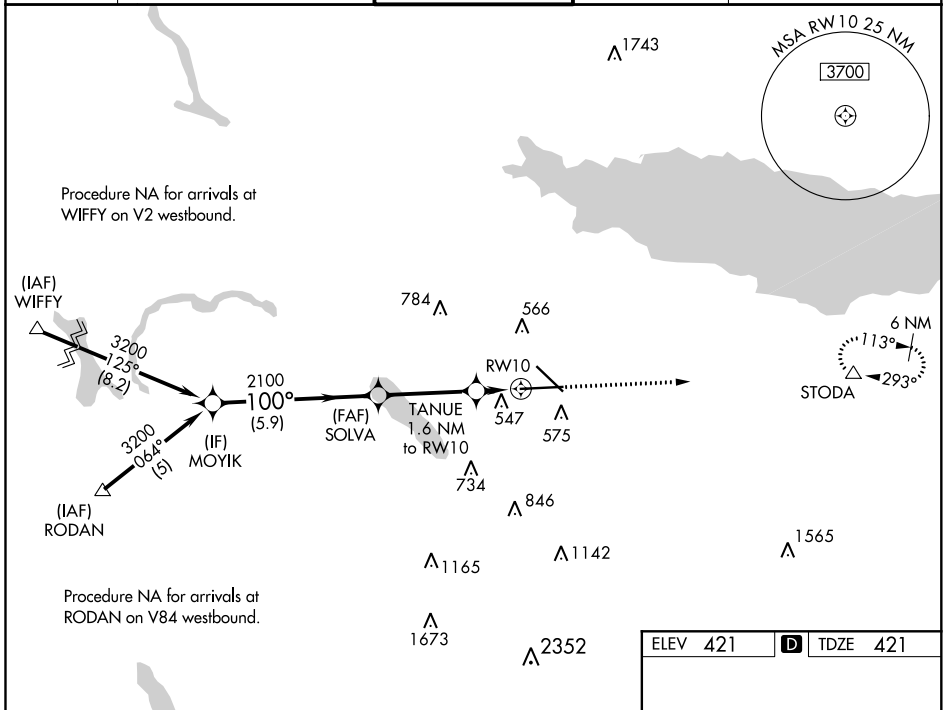 1743
MSA RW10 25 NM
3700
Procedure NA for arrivals at
WIFFY on V2 westbound.
(IAF)
WIFFY
3200
125°
(8.2)
784
566
6 NM
113°
293°
STODA
RW10
2100
100°
(5.9)
(FAF)
SOLVA
TANUE
1.6 NM
to RW10
547
575
(IF)
MOYIK
3200
064°
(5)
(IAF)
RODAN
734
846
1565
1165
1142
Procedure NA for arrivals at
RODAN on V84 westbound.
1673
2352
ELEV 421 D TDZE 421